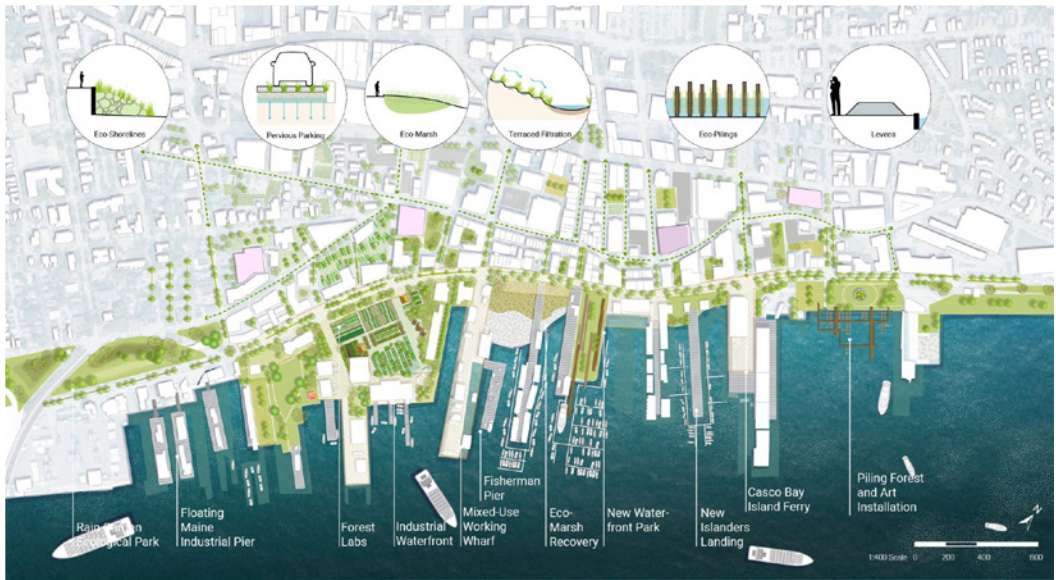 Eco-Shorelines
Pervious Parking
Eco-Marsh
Terraced Filtration
Eco-Pilings
Levees
Rain Garden
Ecological Park
Floating
Maine
Industrial Pier
Forest
Labs
Industrial
Waterfront
Fisherman
Pier
Mixed-Use
Working
Wharf
Eco-
Marsh
Recovery
New Water-
front Park
New
Islanders
Landing
Casco Bay
Island Ferry
Piling Forest
and Art
Installation
N
1:400 Scale 0 200 400 800